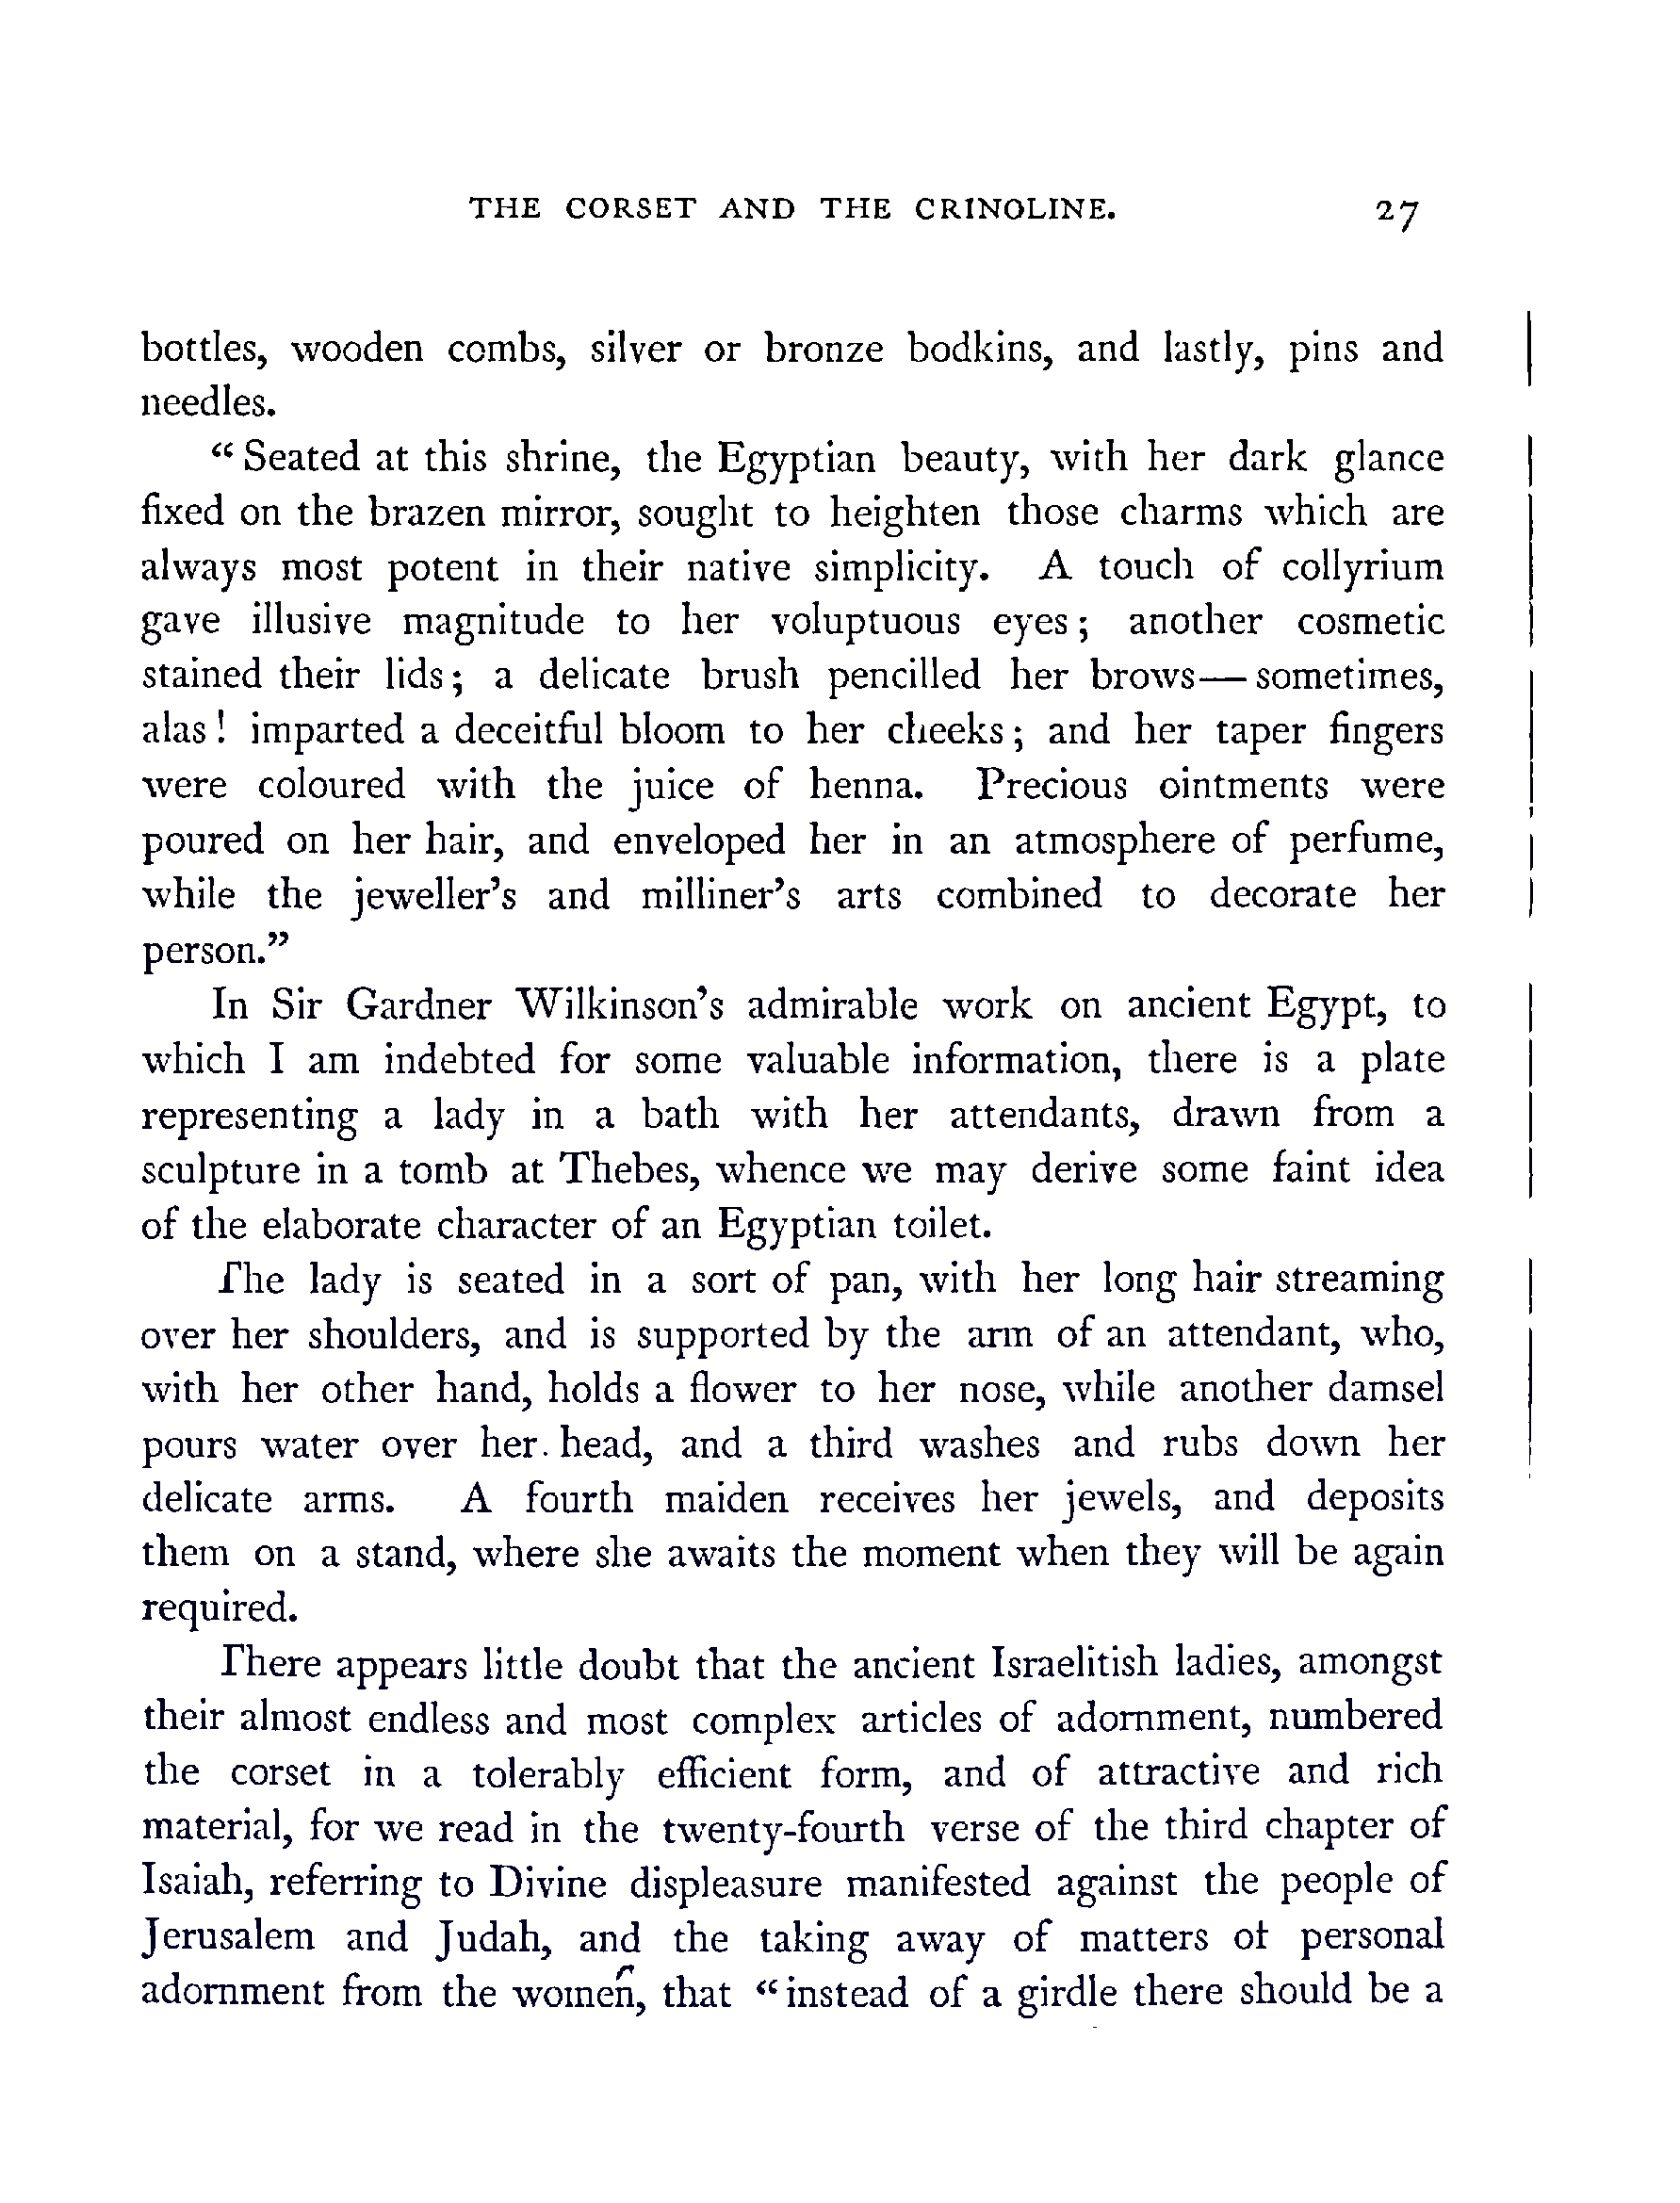 THE CORSET AND THE CRINOLINE. 27
bottles, wooden combs, silver or bronze bodkins, and lastly, pins and
needles.
“ Seated at this shrine, the Egyptian beauty, with her dark glance
fixed on the brazen mirror, sought to heighten those charms which are
always most potent in their native simplicity. A touch of collyrium
gave illusive magnitude to her voluptuous eyes; another cosmetic
stained their lids; a delicate brush pencilled her brows—sometimes,
alas! imparted a deceitful bloom to her cheeks; and her taper fingers
were coloured with the juice of henna. Precious ointments were
poured on her hair, and enveloped her in an atmosphere of perfume,
while the jeweller’s and milliner’s arts combined to decorate her
person.”
In Sir Gardner Wilkinson’s admirable work on ancient Egypt, to
which I am indebted for some valuable information, there is a plate
representing a lady in a bath with her attendants, drawn from a
sculpture in a tomb at Thebes, whence we may derive some faint idea
of the elaborate character of an Egyptian toilet.
The lady is seated in a sort of pan, with her long hair streaming
over her shoulders, and is supported by the arm of an attendant, who,
with her other hand, holds a flower to her nose, while another damsel
pours water over her head, and a third washes and rubs down her
delicate arms. A fourth maiden receives her jewels, and deposits
them on a stand, where she awaits the moment when they will be again
required.
There appears little doubt that the ancient Israelitish ladies, amongst
their almost endless and most complex articles of adornment, numbered
the corset in a tolerably efficient form, and of attractive and rich
material, for we read in the twenty-fourth verse of the third chapter of
Isaiah, referring to Divine displeasure manifested against the people of
Jerusalem and Judah, and the taking away of matters of personal
adornment from the women, that “instead of a girdle there should be a